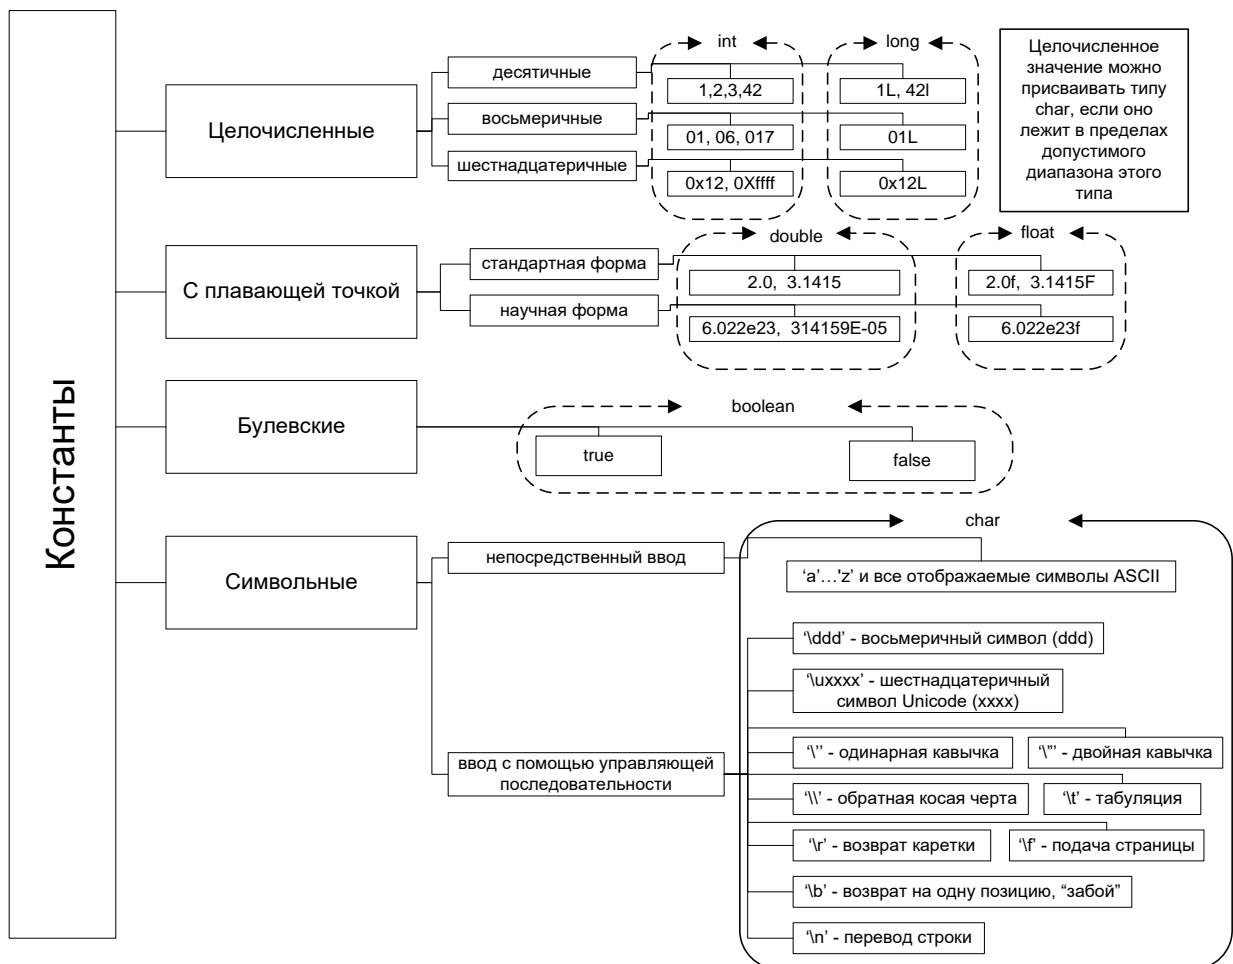 Константы
Целочисленные
десятичные
восьмеричные
шестнадцатеричные
int
1,2,3,42
01, 06, 017
0x12, 0Xffff
long
1L, 42l
01L
0x12L
Целочисленное
значение можно
присваивать типу
char, если оно
лежит в пределах
допустимого
диапазона этого
типа
С плавающей точкой
стандартная форма
научная форма
double
2.0, 3.1415
6.022e23, 314159E-05
float
2.0f, 3.1415F
6.022e23f
Булевские
boolean
true
false
Символьные
непосредственный ввод
ввод с помощью управляющей
последовательности
char
‘a’…’z’ и все отображаемые символы ASCII
‘\ddd’ - восьмеричный символ (ddd)
‘\uxxxx’ - шестнадцатеричный
символ Unicode (xxxx)
‘\’’ - одинарная кавычка
‘\”’ - двойная кавычка
‘\\’ - обратная косая черта
‘\t’ - табуляция
‘\r’ - возврат каретки
‘\f’ - подача страницы
‘\b’ - возврат на одну позицию, “забой”
‘\n’ - перевод строки